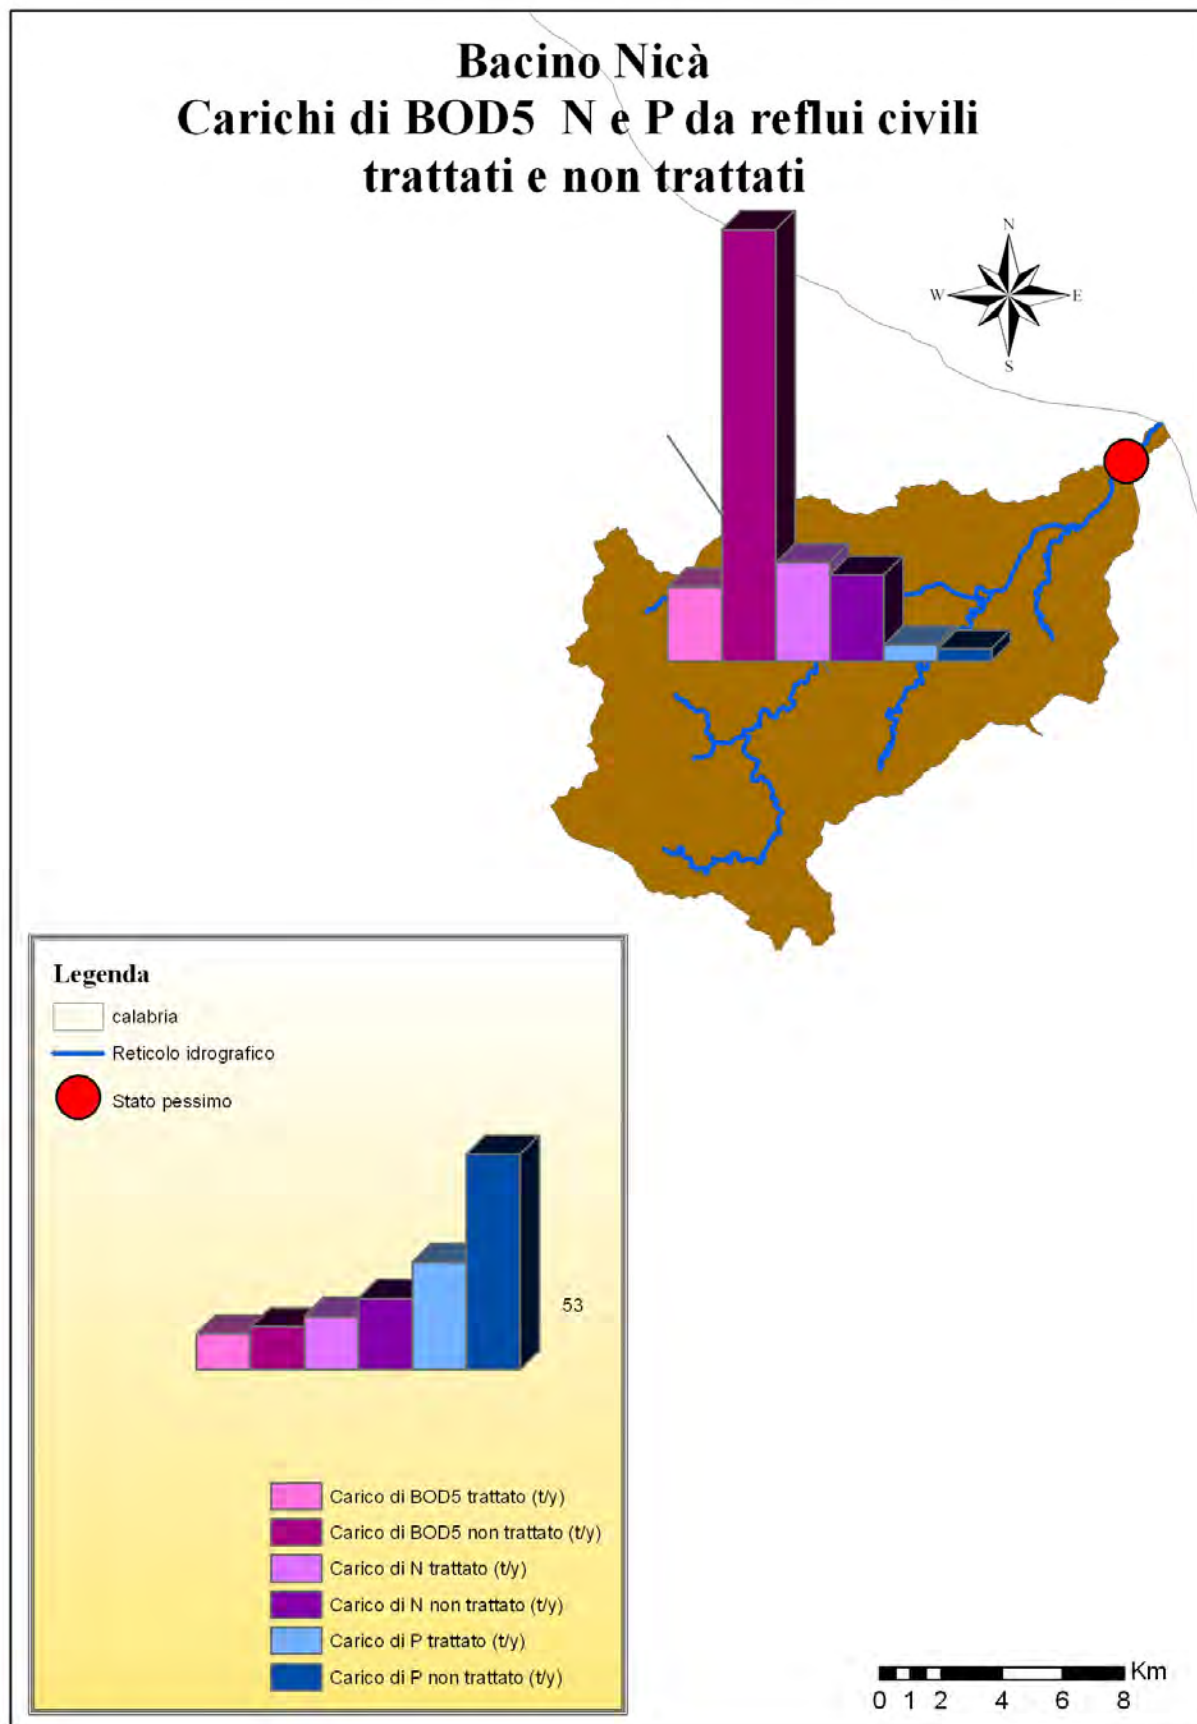 Bacino Nicà
Carichi di BOD5 N e P da reflui civili
trattati e non trattati
N
W
E
S
Legenda
calabria
Reticolo idrografico
Stato pessimo
53
Carico di BOD5 trattato (t/y)
Carico di BOD5 non trattato (t/y)
Carico di N trattato (t/y)
Carico di N non trattato (t/y)
Carico di P trattato (t/y)
Carico di P non trattato (t/y)
Km
0 1 2 4 6 8